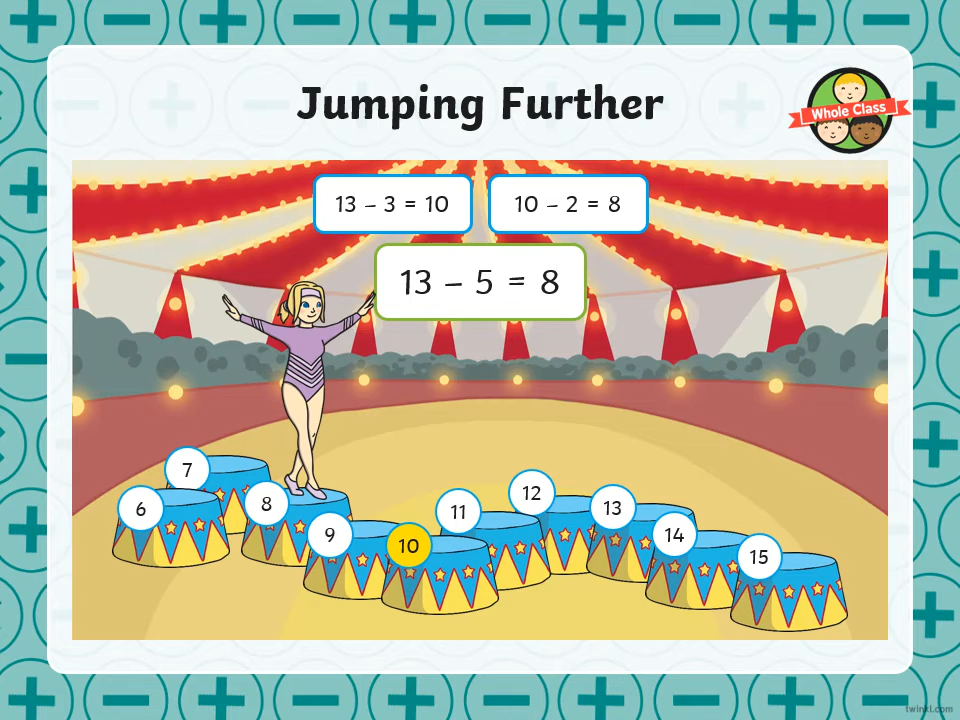 Jumping Further
Whole Class
13 – 3 = 10
10 – 2 = 8
13 – 5 = 8
7
6
8
9
10
11
12
13
14
15
twinkl.com